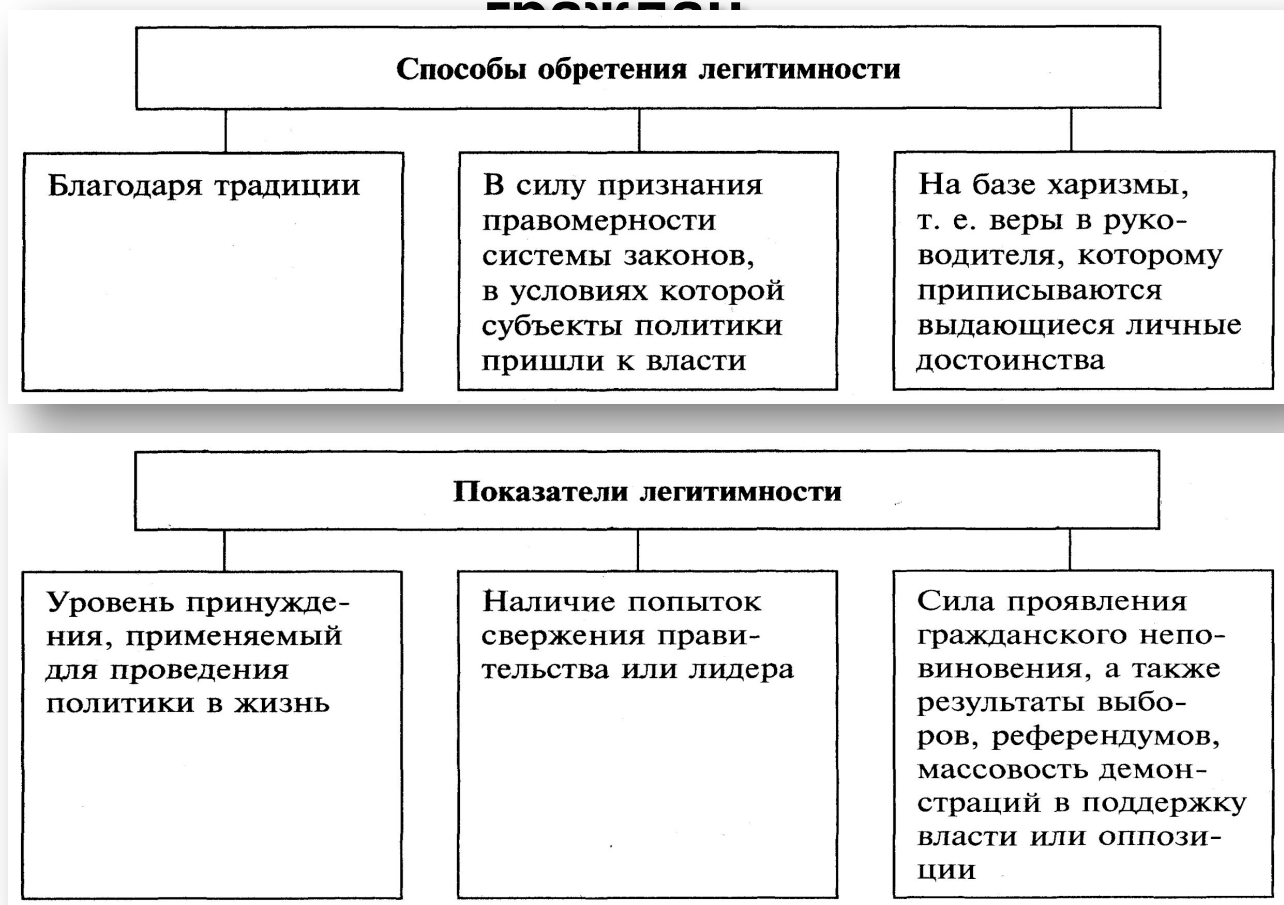 граждан
Способы обретения легитимности
Благодаря традиции
В силу признания
правомерности
системы законов,
в условиях которой
субъекты политики
пришли к власти
На базе харизмы,
т. е. веры в руко-
водителя, которому
приписываются
выдающиеся личные
достоинства
Показатели легитимности
Уровень принужде-
ния, применяемый
для проведения
политики в жизнь
Наличие попыток
свержения прави-
тельства или лидера
Сила проявления
гражданского непо-
виновения, а также
результаты выбо-
ров, референдумов,
массовость демон-
страций в поддержку
власти или оппози-
ции